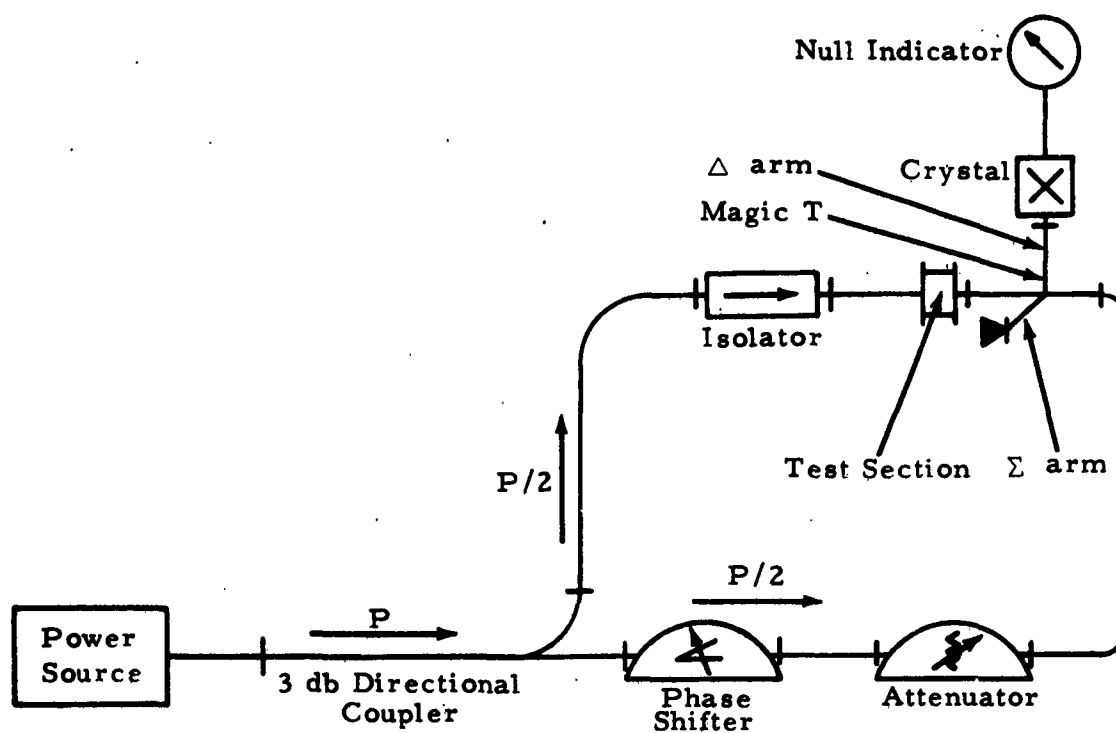 Null Indicator
△ arm
Crystal
Magic T
Isolator
Test Section
Σ arm
P/2
P/2
P
Power
Source
3 db Directional
Coupler
Phase
Shifter
Attenuator